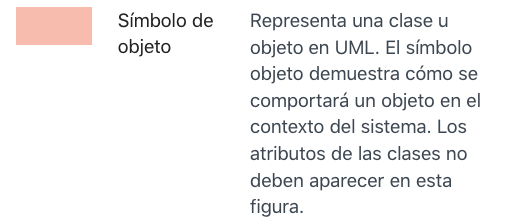 Símbolo de
objeto
Representa una clase u
objeto en UML. El símbolo
objeto demuestra cómo se
comportará un objeto en el
contexto del sistema. Los
atributos de las clases no
deben aparecer en esta
figura.